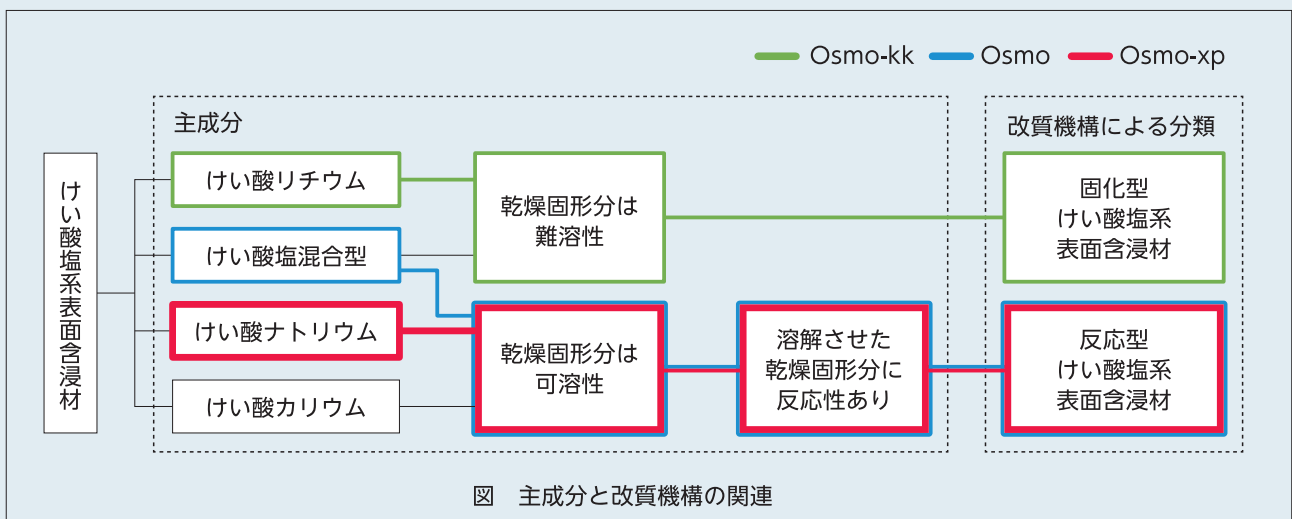 Osmo-kk Osmo Osmo-xp
主成分
改質機構による分類
けい酸塩系表面含浸材
けい酸リチウム
けい酸塩混合型
けい酸ナトリウム
けい酸カリウム
乾燥固形分は
難溶性
乾燥固形分は
可溶性
溶解させた
乾燥固形分に
反応性あり
固化型
けい酸塩系
表面含浸材
反応型
けい酸塩系
表面含浸材
図 主成分と改質機構の関連